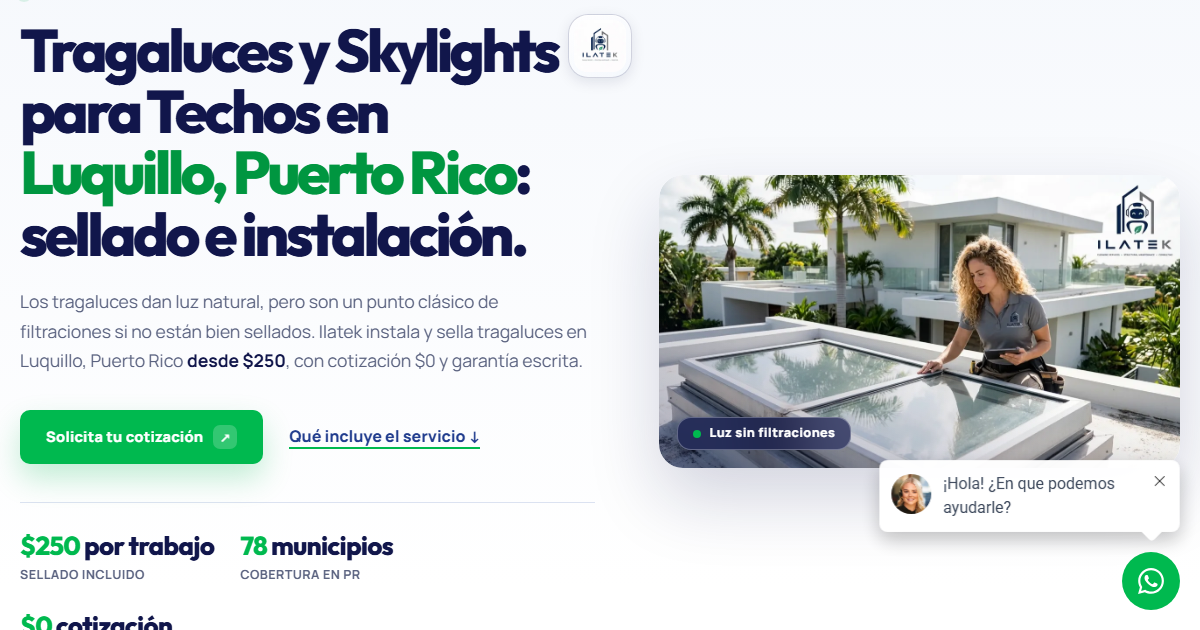 Tragaluces y Skylights
ILATEK
para Techos en
Luquillo, Puerto Rico:
sellado e instalación.
Los tragaluces dan luz natural, pero son un punto clásico de
filtraciones si no están bien sellados. Ilatek instala y sella tragaluces en
Luquillo, Puerto Rico desde $250, con cotización $0 y garantía escrita.
Solicita tu cotización ↗
Qué incluye el servicio ↓
$250 por trabajo
SELLADO INCLUIDO
78 municipios
COBERTURA EN PR
$0 cotización
ILATEK
Luz sin filtraciones
¡Hola! ¿En que podemos
ayudarle?